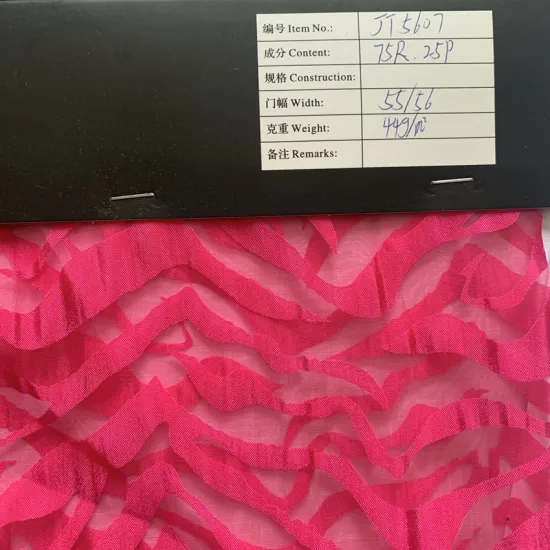 编号 Item No.: JT5607
成分 Content: 75R.25P
规格 Construction:
门幅 Width: 55/56
克重 Weight: 44g/m²
备注 Remarks: